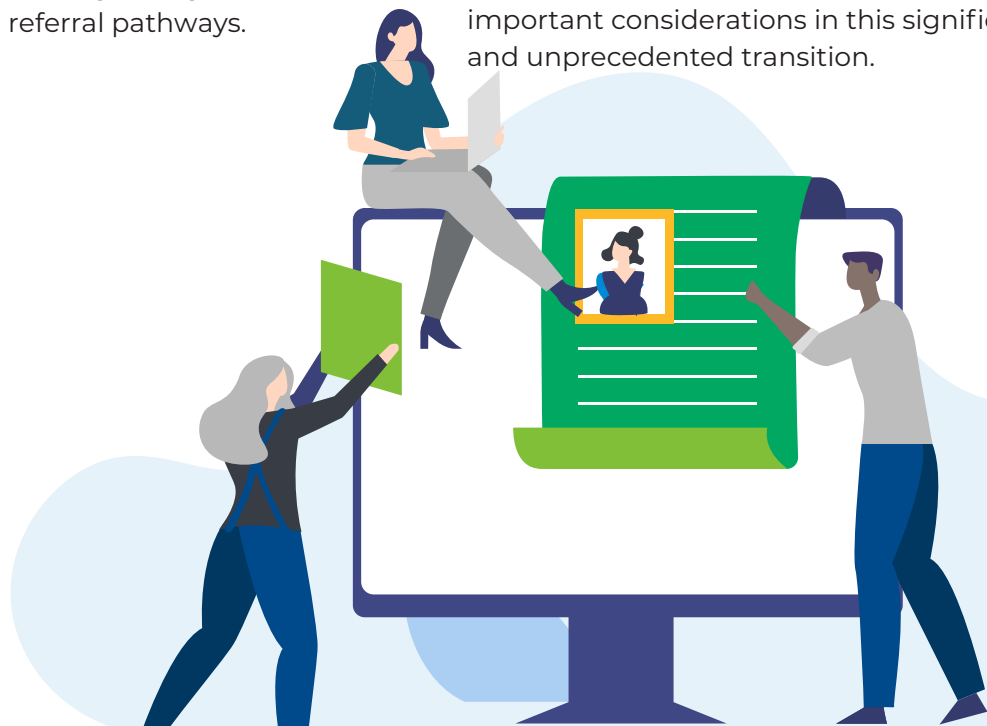 referral pathways.
important considerations in this signific
and unprecedented transition.